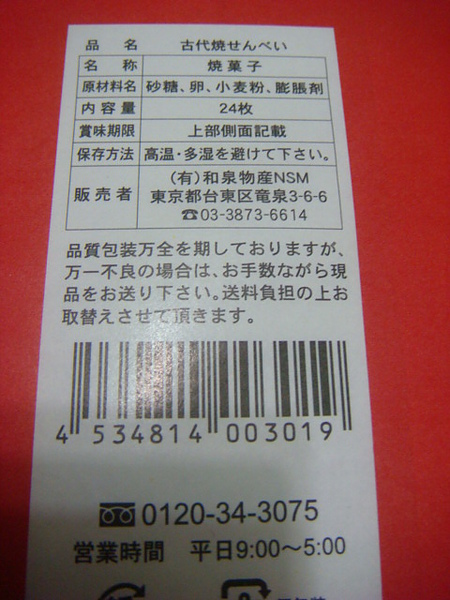 品名 古代焼せんべい
名称 焼菓子
原材料名 砂糖、卵、小麦粉、膨脹剤
内容量 24枚
賞味期限 上部側面記載
保存方法 高温・多湿を避けて下さい。
販売者 (有)和泉物産NSM
東京都台東区竜泉3-6-6
☎03-3873-6614
品質包装万全を期しておりますが、
万一不良の場合は、お手数ながら現
品をお送り下さい。送料負担の上お
取替えさせて頂きます。
4 534814 003019
0120-34-3075
営業時間 平日9:00～5:00